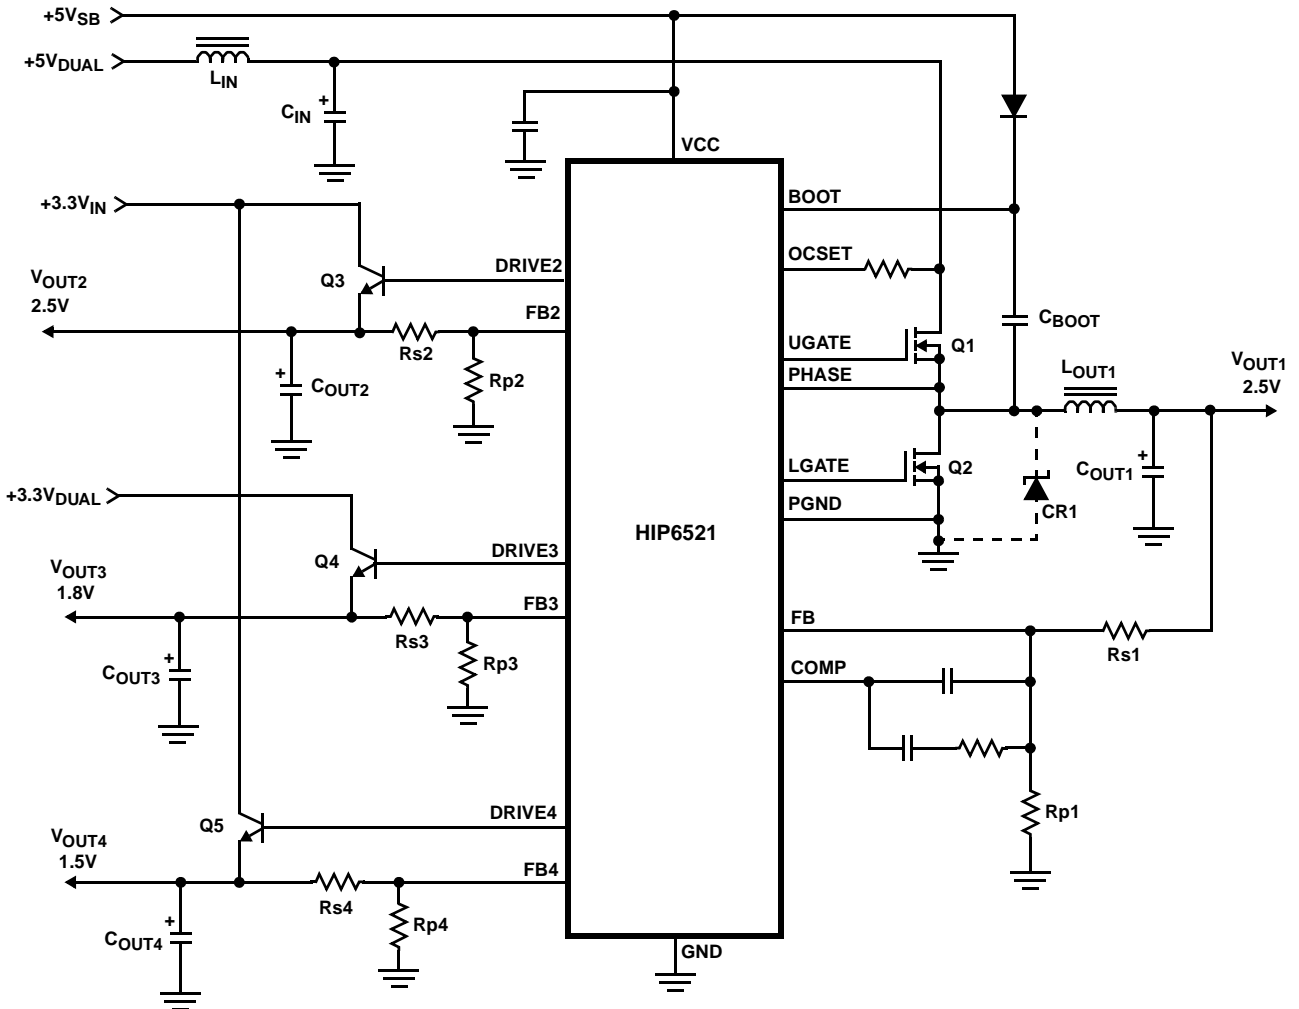 +5VSB
+5VDUAL
LIN
CIN
+
VCC
+3.3VIN
BOOT
OCSET
DRIVE2
Q3
VOUT2
2.5V
FB2
Rs2
Rp2
+
COUT2
UGATE
Q1
CBOOT
PHASE
LOUT1
VOUT1
2.5V
LGATE
Q2
+
COUT1
CR1
PGND
+3.3VDUAL
HIP6521
DRIVE3
Q4
VOUT3
1.8V
FB3
Rs3
Rp3
+
COUT3
FB
Rs1
COMP
Rp1
DRIVE4
Q5
VOUT4
1.5V
FB4
Rs4
Rp4
+
COUT4
GND